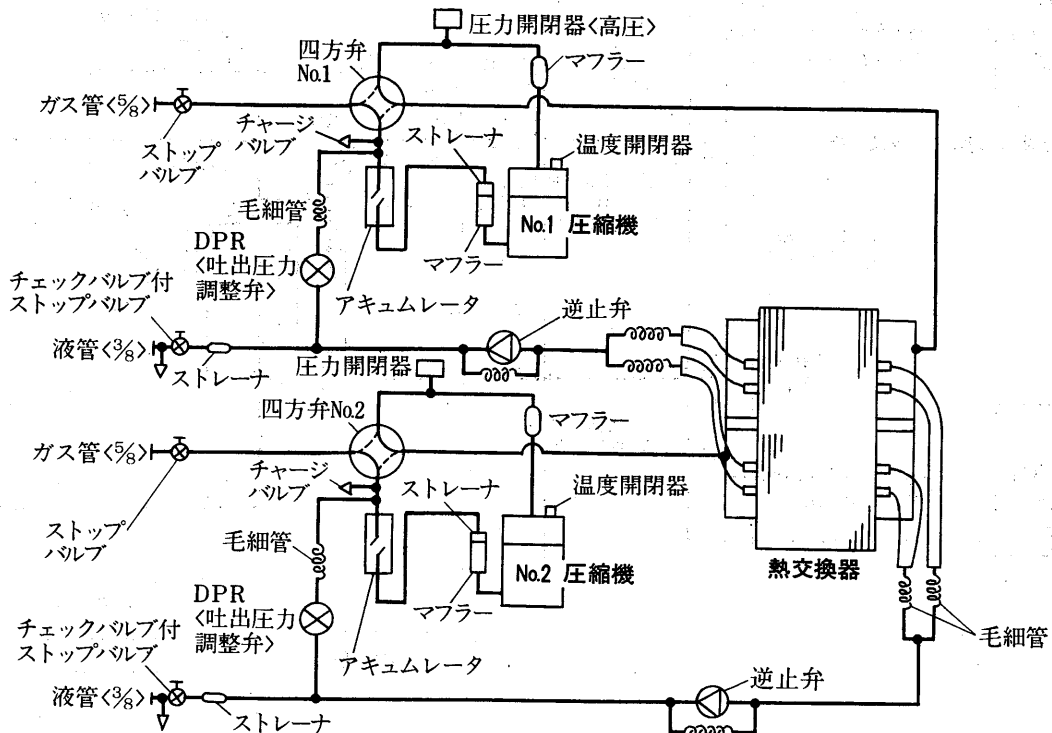 圧力開閉器<高圧>
四方弁
No.1
マフラー
ガス管<5/8>
チャージ
バルブ
ストレーナ
温度開閉器
ストップ
バルブ
毛細管
No.1 圧縮機
マフラー
DPR
<吐出圧力
調整弁>
アキュムレータ
チェックバルブ付
ストップバルブ
逆止弁
液管<3/8>
ストレーナ
圧力開閉器
四方弁No.2
マフラー
ガス管<5/8>
チャージ
バルブ
ストレーナ
温度開閉器
ストップ
バルブ
毛細管
No.2 圧縮機
熱交換器
マフラー
DPR
<吐出圧力
調整弁>
アキュムレータ
毛細管
チェックバルブ付
ストップバルブ
逆止弁
液管<3/8>
ストレーナ